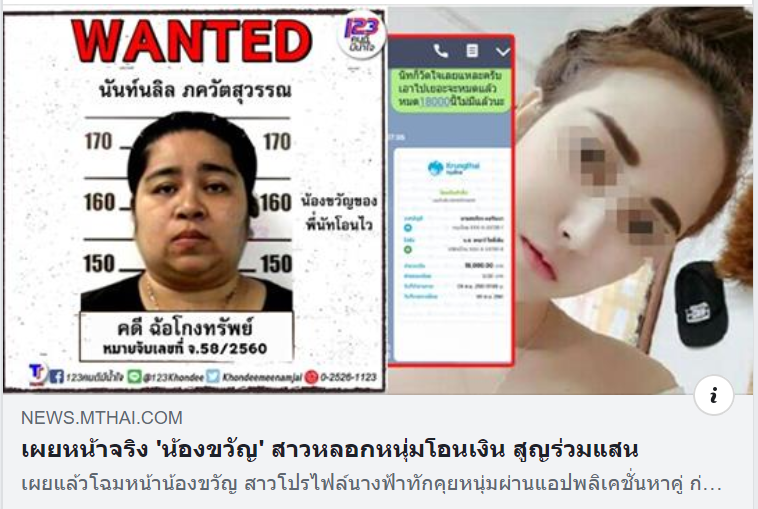 WANTED
123
คนดี
มีน้ำใจ
นันท์นลิล ภควัตสุวรรณ
170 170
160 160
150 150
น้องขวัญของ
พี่นัทโอนไว
คดี ฉ้อโกงทรัพย์
หมายจับเลขที่ จ.58/2560
123คนดีมีน้ำใจ @123Khondee Khondeemeenamjai 0-2526-1123
นิทก็วัดใจเลยแหละครับ
เอาไปเยอะจะหมดแล้ว
หมด18000นี้ไม่มีแล้วนะ
Krungthai
NEWS.MTHAI.COM
เผยหน้าจริง 'น้องขวัญ' สาวหลอกหนุ่มโอนเงิน สูญร่วมแสน
เผยแล้วโฉมหน้าน้องขวัญ สาวโปรไฟล์นางฟ้าทักคุยหนุ่มผ่านแอปพลิเคชั่นหาคู่ ก่...